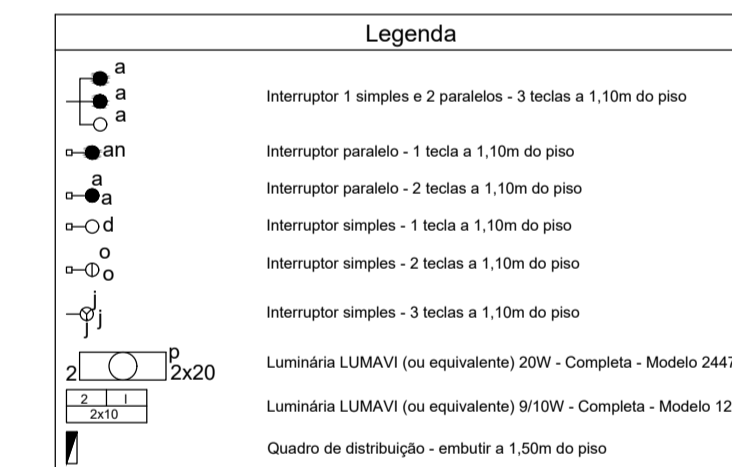 Legenda
a
a
a
Interruptor 1 simples e 2 paralelos - 3 teclas a 1,10m do piso
an
Interruptor paralelo - 1 tecla a 1,10m do piso
a
a
Interruptor paralelo - 2 teclas a 1,10m do piso
d
Interruptor simples - 1 tecla a 1,10m do piso
o
o
Interruptor simples - 2 teclas a 1,10m do piso
j
j
j
Interruptor simples - 3 teclas a 1,10m do piso
2
p
2x20
Luminária LUMAVI (ou equivalente) 20W - Completa - Modelo 2447
2 I
2x10
Luminária LUMAVI (ou equivalente) 9/10W - Completa - Modelo 12
Quadro de distribuição - embutir a 1,50m do piso